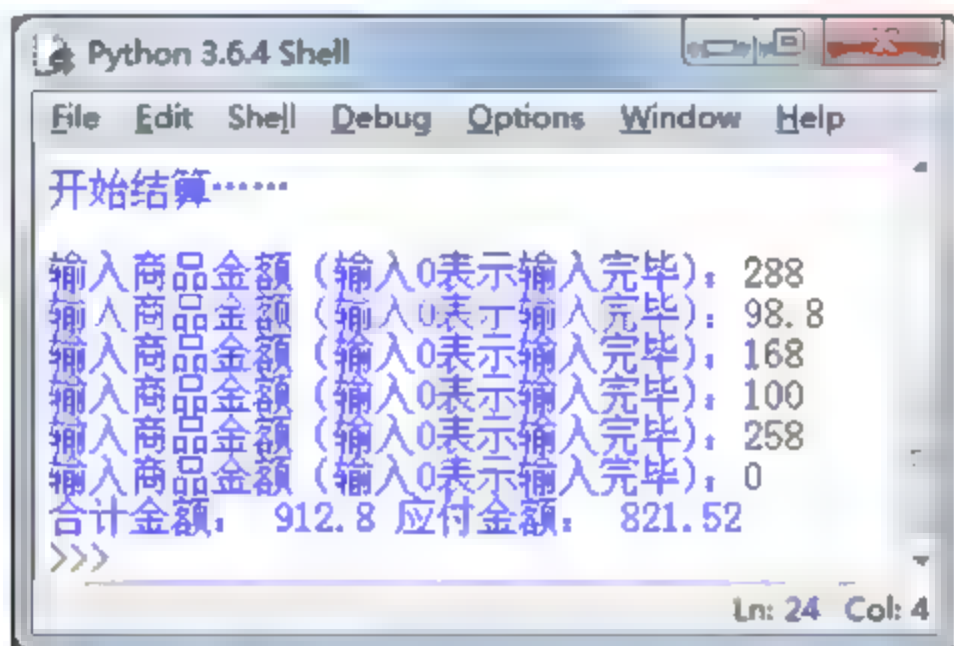 Python 3.6.4 Shell
File Edit Shell Debug Options Window Help
开始结算……
输入商品金额（输入0表示输入完毕）：288
输入商品金额（输入0表示输入完毕）：98.8
输入商品金额（输入0表示输入完毕）：168
输入商品金额（输入0表示输入完毕）：100
输入商品金额（输入0表示输入完毕）：258
输入商品金额（输入0表示输入完毕）：0
合计金额： 912.8 应付金额： 821.52
>>>
Ln: 24 Col: 4